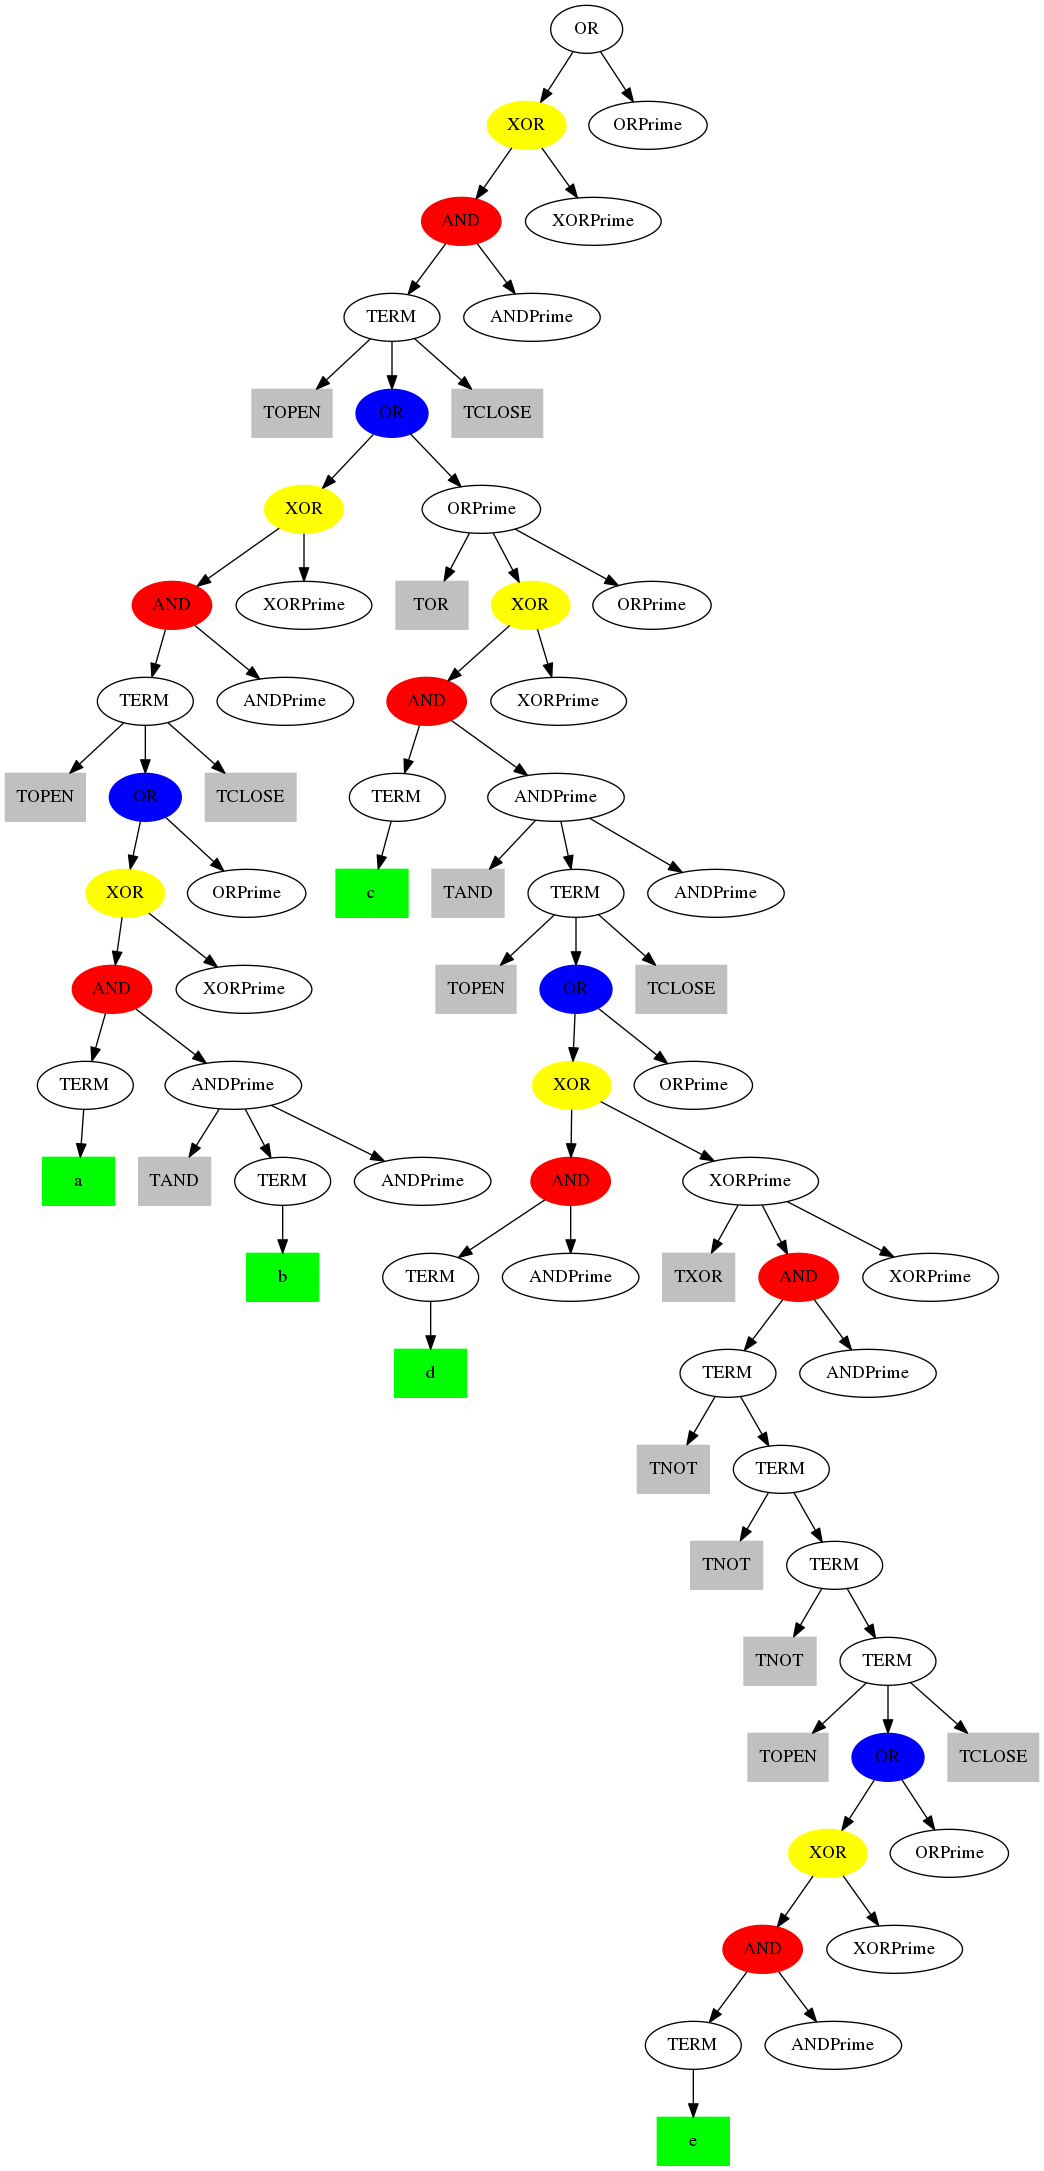 OR
XOR ORPrime
AND XORPrime
TERM ANDPrime
TOPEN OR TCLOSE
XOR ORPrime
AND XORPrime TOR XOR ORPrime
TERM ANDPrime AND XORPrime
TOPEN OR TCLOSE TERM ANDPrime
XOR ORPrime c TAND TERM ANDPrime
AND XORPrime TOPEN OR TCLOSE
TERM ANDPrime XOR ORPrime
a TAND TERM ANDPrime AND XORPrime
b TERM ANDPrime TXOR AND XORPrime
d TERM ANDPrime
TNOT TERM
TNOT TERM
TNOT TERM
TOPEN OR TCLOSE
XOR ORPrime
AND XORPrime
TERM ANDPrime
e